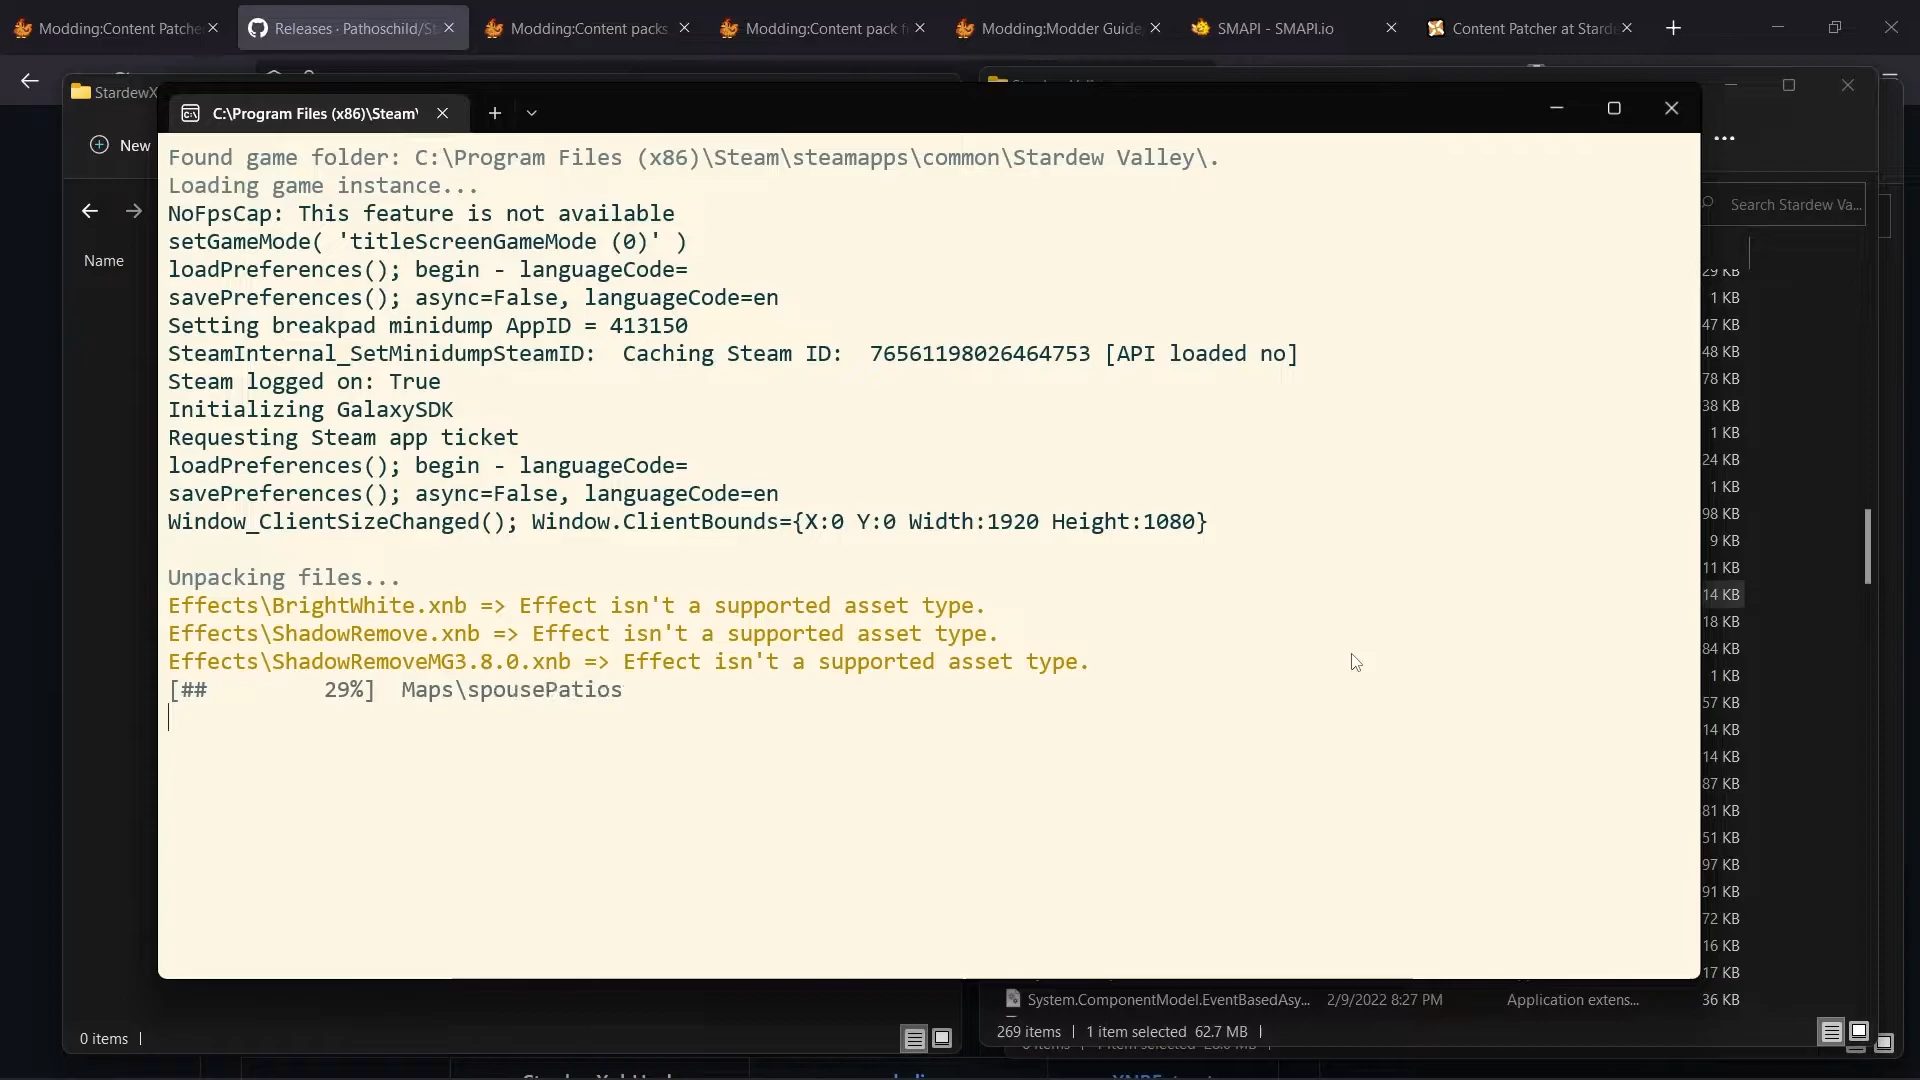 Modding:Content Patche
Releases · Pathoschild/St
Modding:Content packs
Modding:Content pack f
Modding:Modder Guide
SMAPI - SMAPI.io
Content Patcher at Stard
StardewX
C:\Program Files (x86)\Steam\
New
Name
Search Stardew Va...
Found game folder: C:\Program Files (x86)\Steam\steamapps\common\Stardew Valley\.
Loading game instance...
NoFpsCap: This feature is not available
setGameMode( 'titleScreenGameMode (0)' )
loadPreferences(); begin - languageCode=
savePreferences(); async=False, languageCode=en
Setting breakpad minidump AppID = 413150
SteamInternal_SetMinidumpSteamID:  Caching Steam ID:  76561198026464753 [API loaded no]
Steam logged on: True
Initializing GalaxySDK
Requesting Steam app ticket
loadPreferences(); begin - languageCode=
savePreferences(); async=False, languageCode=en
Window_ClientSizeChanged(); Window.ClientBounds={X:0 Y:0 Width:1920 Height:1080}
Unpacking files...
Effects\BrightWhite.xnb => Effect isn't a supported asset type.
Effects\ShadowRemove.xnb => Effect isn't a supported asset type.
Effects\ShadowRemoveMG3.8.0.xnb => Effect isn't a supported asset type.
[##         29%]  Maps\spousePatios
29 KB
1 KB
47 KB
48 KB
78 KB
38 KB
1 KB
24 KB
1 KB
98 KB
9 KB
11 KB
14 KB
18 KB
84 KB
1 KB
57 KB
14 KB
14 KB
87 KB
81 KB
51 KB
97 KB
91 KB
72 KB
16 KB
17 KB
System.ComponentModel.EventBasedAsy... 2/9/2022 8:27 PM Application extens... 36 KB
0 items
269 items 1 item selected 62.7 MB